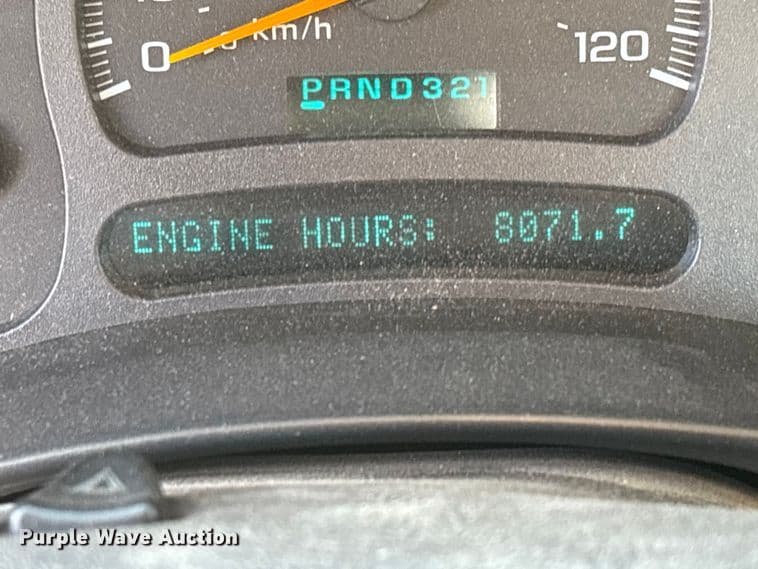 km/h
0
120
PRND321
ENGINE HOURS: 8071.7
Purple Wave Auction